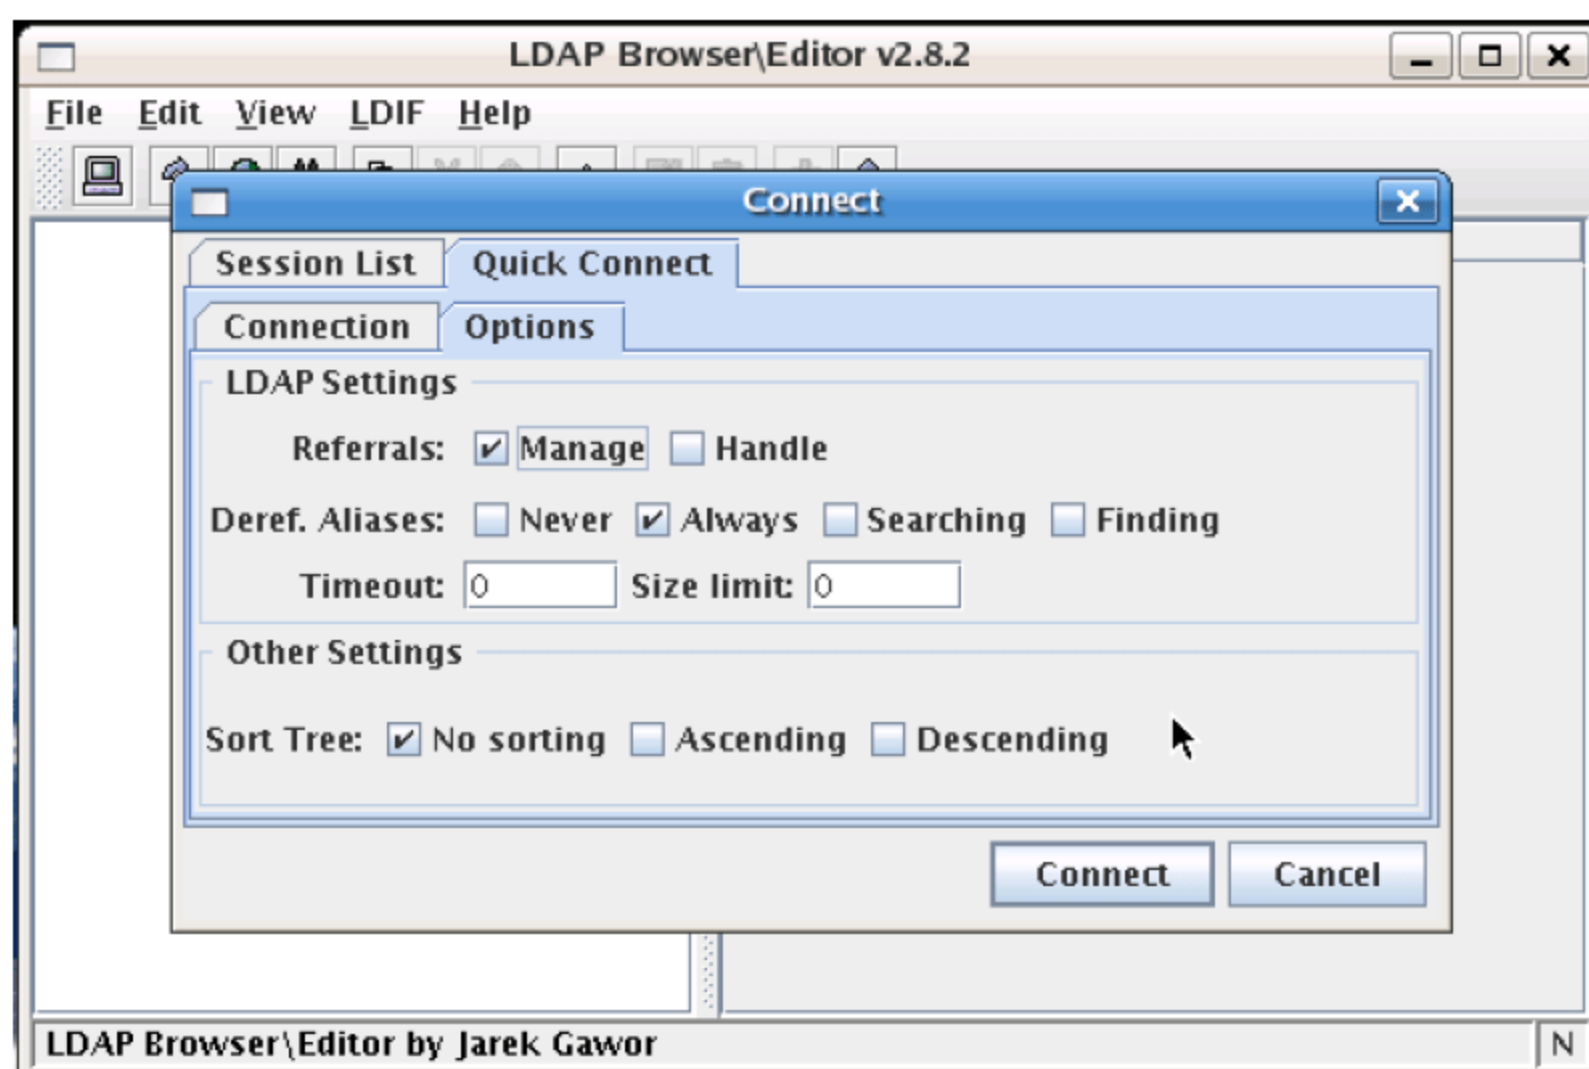 LDAP Browser\Editor v2.8.2
File Edit View LDIF Help
Connect
Session List Quick Connect
Connection Options
LDAP Settings
Referrals: Manage Handle
Deref. Aliases: Never Always Searching Finding
Timeout: 0 Size limit: 0
Other Settings
Sort Tree: No sorting Ascending Descending
Connect Cancel
LDAP Browser\Editor by Jarek Gawor N